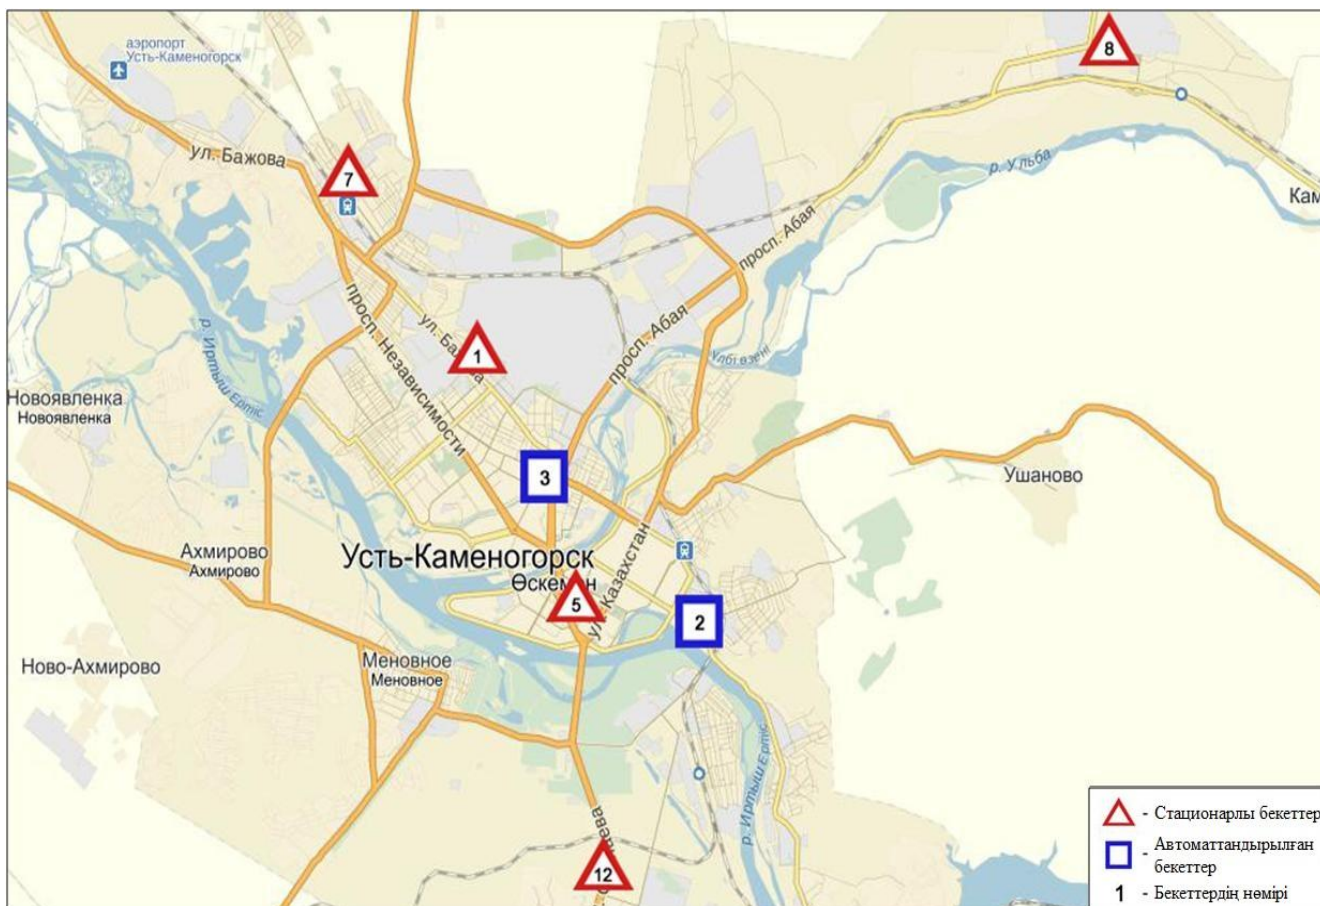 аэропорт
Усть-Каменогорск
8
ул. Бажова
7
р. Ульба
Кам
просп. Абая
просп. Независимости
р. Иртыш Ертіс
1
просп. Абая
Үлбі өзені
Новоявленка
Новоявленка
3
Ушаново
Ахмирово
Ахмирово
Усть-Каменогорск
Өскемен
5
ул. Казахстан
2
Ново-Ахмирово
Меновное
Меновное
р. Иртыш Ертіс
12
- Стационарлы бекеттер
- Автоматтандырылған
бекеттер
1 - Бекеттердің нөмірі